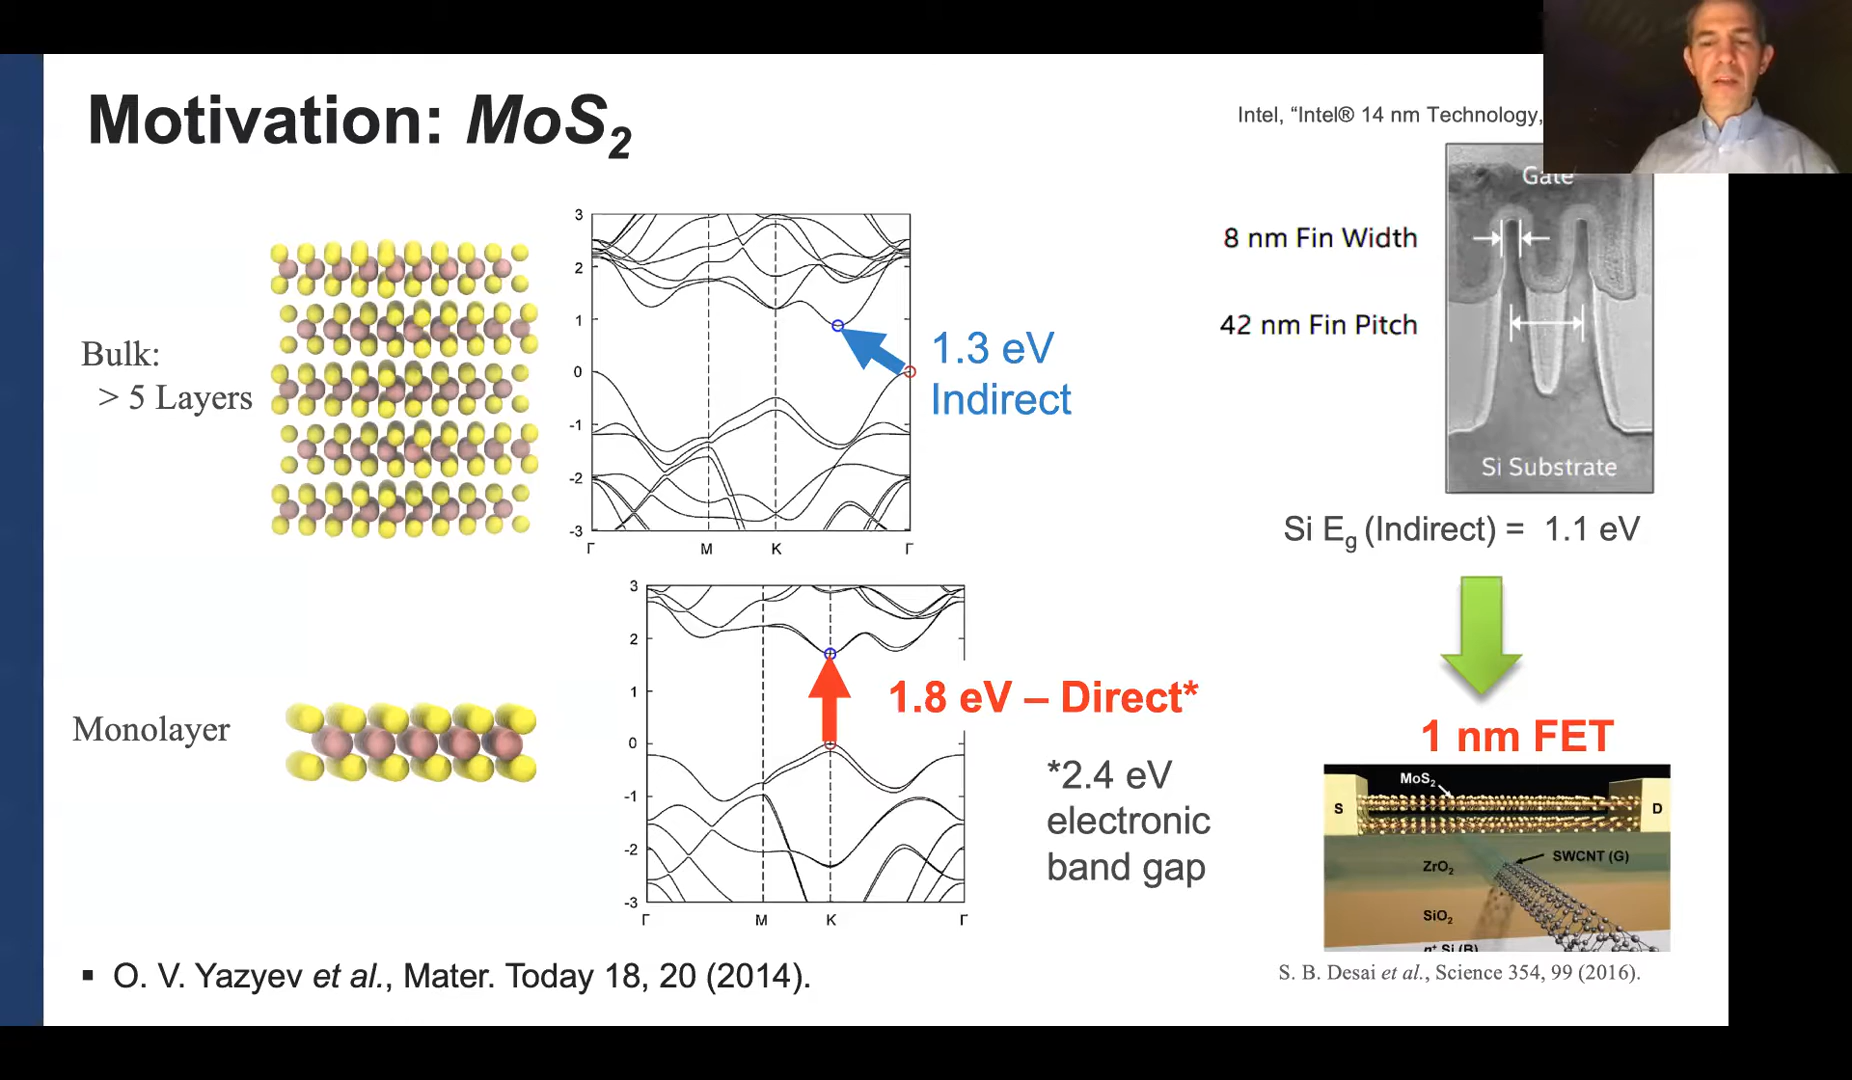 Motivation: MoS2
Intel, “Intel® 14 nm Technology,
Gate
8 nm Fin Width
42 nm Fin Pitch
Si Substrate
Si Eg (Indirect) = 1.1 eV
Bulk:
> 5 Layers
3
2
1
0
-1
-2
-3
Γ M K Γ
1.3 eV
Indirect
Monolayer
3
2
1
0
-1
-2
-3
Γ M K Γ
1.8 eV – Direct*
*2.4 eV
electronic
band gap
1 nm FET
MoS2
S
D
SWCNT (G)
ZrO2
SiO2
n+ Si (B)
▪ O. V. Yazyev et al., Mater. Today 18, 20 (2014).
S. B. Desai et al., Science 354, 99 (2016).